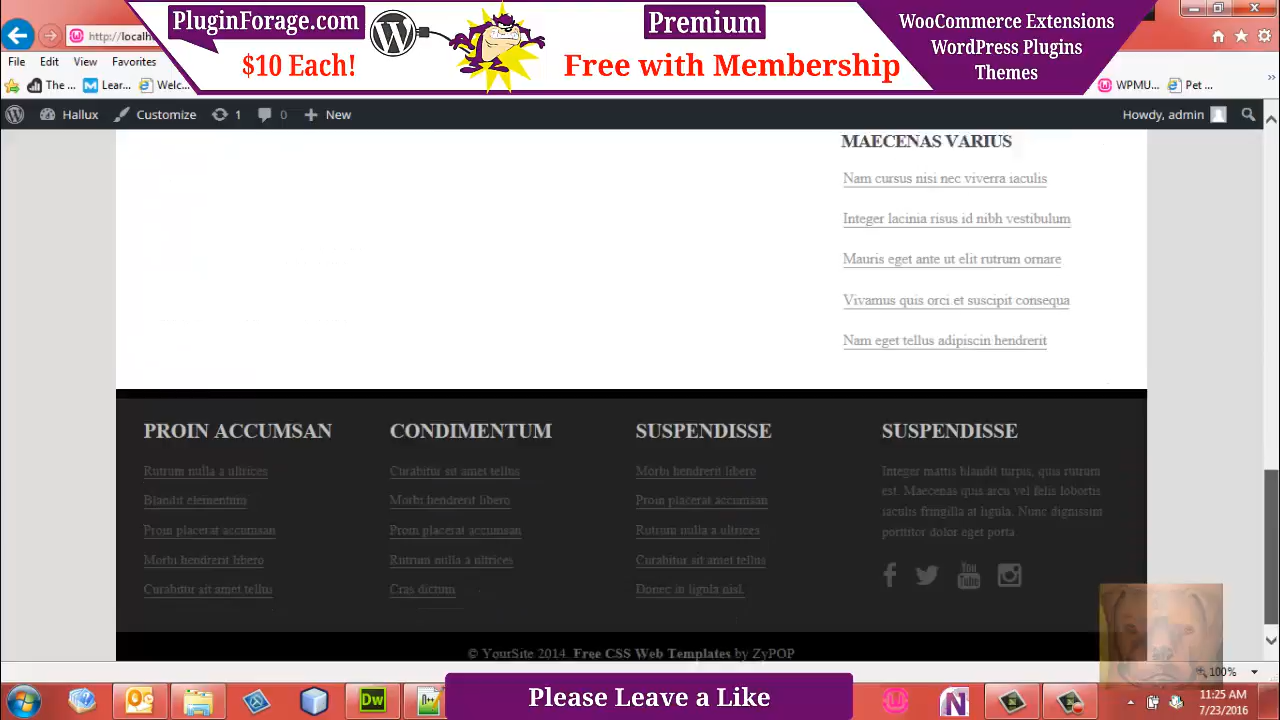 PluginForage.com
$10 Each!
Premium
Free with Membership
WooCommerce Extensions
WordPress Plugins
Themes
http://localh
File Edit View Favorites
The ... Lear... Welc...
WPMU... Pet ...
Hallux Customize 1 0 New
Howdy, admin
MAECENAS VARIUS
Nam cursus nisi nec viverra iaculis
Integer lacinia risus id nibh vestibulum
Mauris eget ante ut elit rutrum ornare
Vivamus quis orci et suscipit consequa
Nam eget tellus adipiscin hendrerit
PROIN ACCUMSAN
Rutrum nulla a ultrices
Blandit elementum
Proin placerat accumsan
Morbi hendrerit libero
Curabitur sit amet tellus
CONDIMENTUM
Curabitur sit amet tellus
Morbi hendrerit libero
Proin placerat accumsan
Rutrum nulla a ultrices
Cras dictum
SUSPENDISSE
Morbi hendrerit libero
Proin placerat accumsan
Rutrum nulla a ultrices
Curabitur sit amet tellus
Donec in ligula nisl.
SUSPENDISSE
Integer mattis blandit turpis, quis rutrum
est. Maecenas quis arcu vel felis lobortis
iaculis fringilla at ligula. Nunc dignissim
porttitor dolor eget porta
You
Tube
© YourSite 2014. Free CSS Web Templates by ZyPOP
100%
Dw
Please Leave a Like
N
11:25 AM
7/23/2016